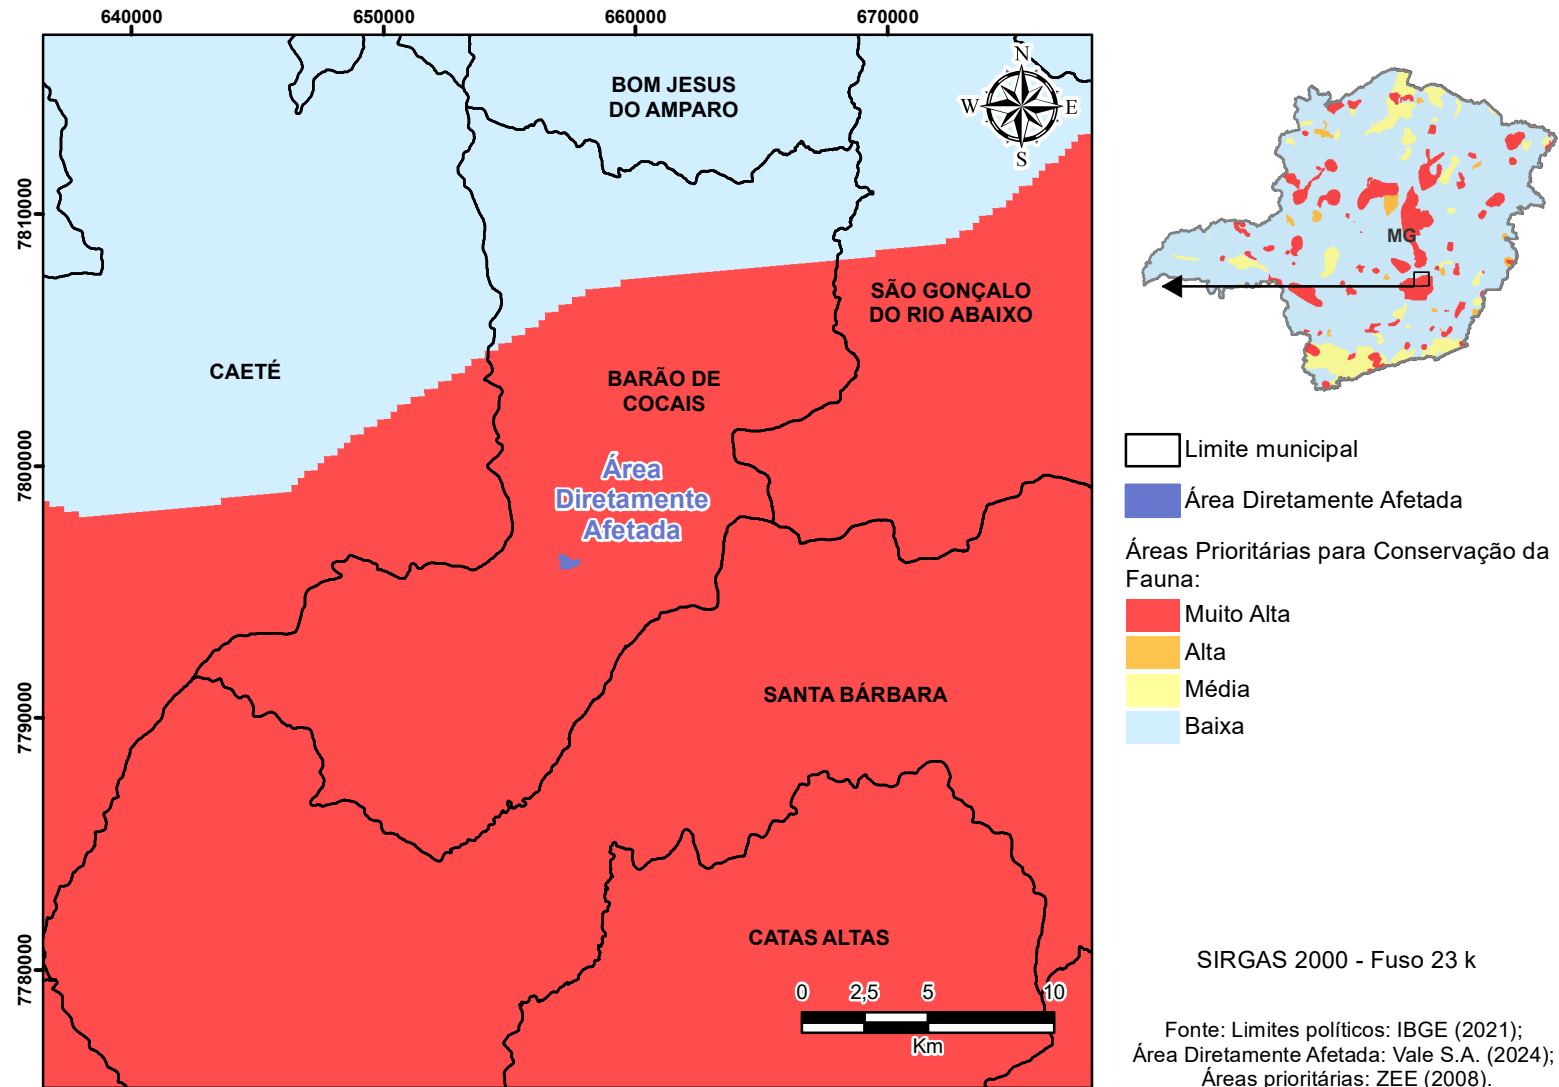 640000
650000
660000
670000
7810000
7800000
7790000
7780000
BOM JESUS
DO AMPARO
N
W
E
S
SÃO GONÇALO
DO RIO ABAIXO
CAETÉ
BARÃO DE
COCAIS
Área
Diretamente
Afetada
SANTA BÁRBARA
CATAS ALTAS
0 2,5 5 10
Km
MG
Limite municipal
Área Diretamente Afetada
Áreas Prioritárias para Conservação da
Fauna:
Muito Alta
Alta
Média
Baixa
SIRGAS 2000 - Fuso 23 k
Fonte: Limites políticos: IBGE (2021);
Área Diretamente Afetada: Vale S.A. (2024);
Áreas prioritárias: ZEE (2008).